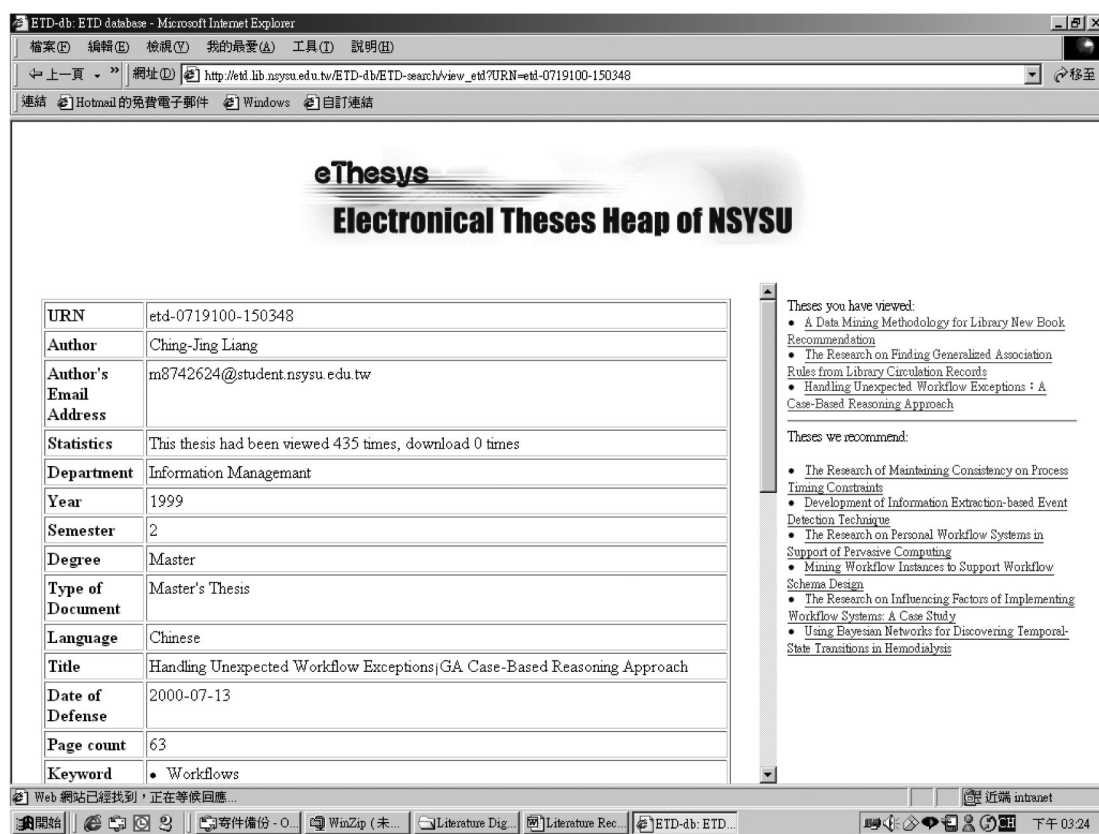 ETD-db: ETD database - Microsoft Internet Explorer
檔案(F) 編輯(E) 檢視(V) 我的最愛(A) 工具(T) 說明(H)
上一頁 » 網址(D) http://etd.lib.nsysu.edu.tw/ETD-db/ETD-search/view_etd?URN=etd-0719100-150348 移至
連結 Hotmail 的免費電子郵件 Windows 自訂連結
eThesys
Electronical Theses Heap of NSYSU
URN etd-0719100-150348
Author Ching-Jing Liang
Author's Email Address m8742624@student.nsysu.edu.tw
Statistics This thesis had been viewed 435 times, download 0 times
Department Information Managemant
Year 1999
Semester 2
Degree Master
Type of Document Master's Thesis
Language Chinese
Title Handling Unexpected Workflow Exceptions¡GA Case-Based Reasoning Approach
Date of Defense 2000-07-13
Page count 63
Keyword • Workflows
Theses you have viewed:
• A Data Mining Methodology for Library New Book
Recommendation
• The Research on Finding Generalized Association
Rules from Library Circulation Records
• Handling Unexpected Workflow Exceptions：A
Case-Based Reasoning Approach
Theses we recommend:
• The Research of Maintaining Consistency on Process
Timing Constraints
• Development of Information Extraction-based Event
Detection Technique
• The Research on Personal Workflow Systems in
Support of Pervasive Computing
• Mining Workflow Instances to Support Workflow
Schema Design
• The Research on Influencing Factors of Implementing
Workflow Systems: A Case Study
• Using Bayesian Networks for Discovering Temporal-
State Transitions in Hemodialysis
Web 網站已經找到，正在等候回應... 近端 intranet
開始 寄件備份 - O... WinZip (未... Literature Dig... Literature Rec... ETD-db: ETD... CH 下午 03:24